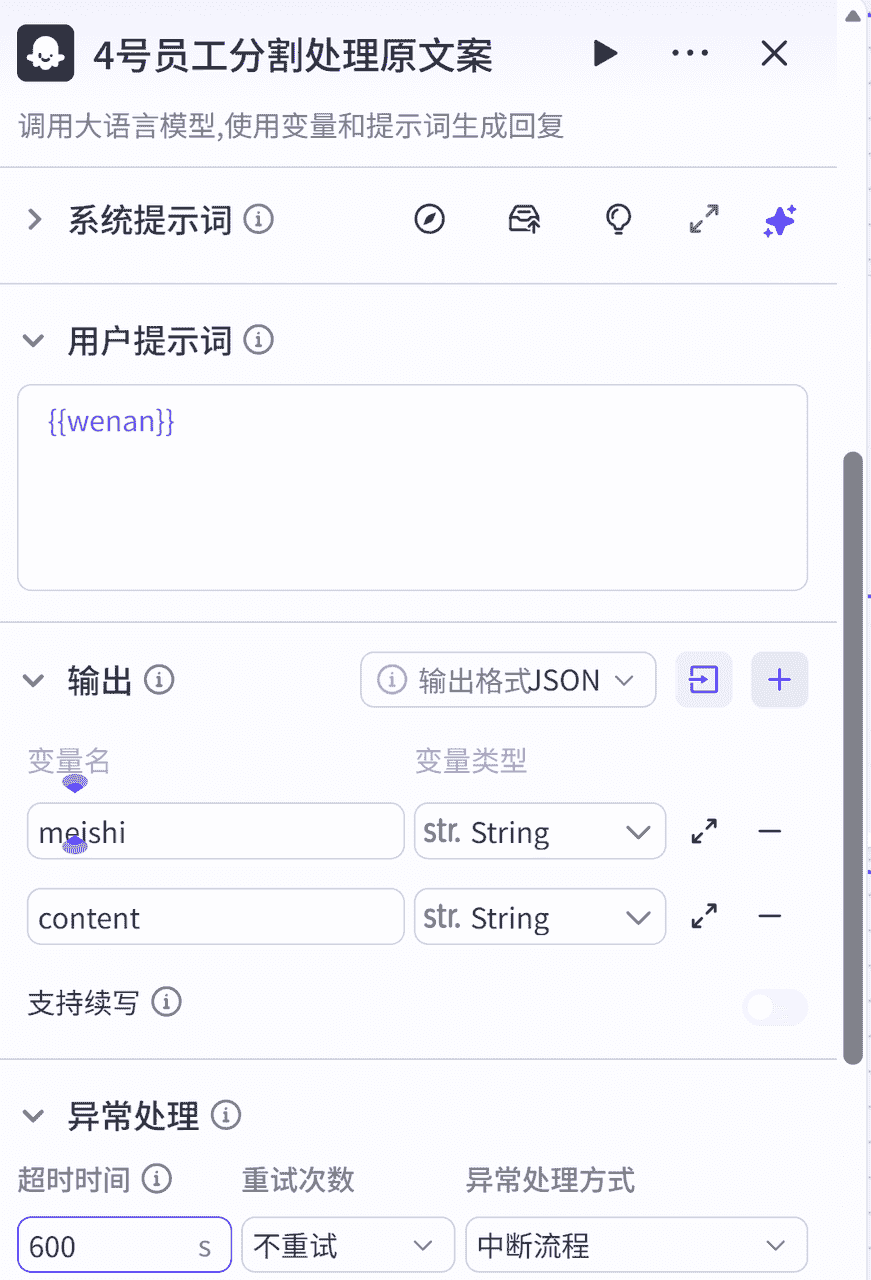 4号员工分割处理原文案
调用大语言模型,使用变量和提示词生成回复
系统提示词
用户提示词
{{wenan}}
输出
输出格式JSON
变量名 变量类型
meishi str. String
content str. String
支持续写
异常处理
超时时间 重试次数 异常处理方式
600 s 不重试 中断流程